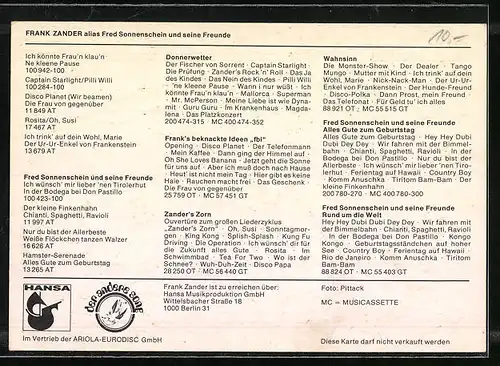 FRANK ZANDER alias Fred Sonnenschein und seine Freunde
10.-
Ich könnte Frau'n klau'n
Ne kleene Pause
100 942-100
Captain Starlight/Pilli Willi
100 284-100
Disco Planet (Wir beamen)
Die Frau von gegenüber
11 849 AT
Rosita/Oh, Susi
17 467 AT
Ich trink' auf dein Wohl, Marie
Der Ur-Ur-Enkel von Frankenstein
13 679 AT
Fred Sonnenschein und seine Freunde
Ich wünsch' mir lieber 'nen Tirolerhut
In der Bodega bei Don Pastillo
100 423-100
Der kleine Finkenhahn
Chianti, Spaghetti, Ravioli
11 997 AT
Nur du bist der Allerbeste
Weiße Flöckchen tanzen Walzer
16 626 AT
Hamster-Serenade
Alles Gute zum Geburtstag
13 265 AT
Donnerwetter
Der Fischer von Sorrent · Captain Starlight ·
Die Prüfung · Zander's Rock 'n' Roll · Das Ja
des Kindes · Das Nein des Kindes · Pilli Willi
· 'ne kleene Pause · Wann i nur wüßt · Ich
könnte Frau'n klau'n · Mallorca · Superman
· Mr. McPerson · Meine Liebe ist wie Dyna-
mit · Guru Guru · Im Krankenhaus · Magda-
lena · Das Platzkonzert
200 474-315 · MC 400 474-352
Frank's beknackte Ideen „fbi"
Opening · Disco Planet · Der Telefonmann
· Mein Kaffee · Dann ging der Himmel auf ·
Oh She Loves Banana · Jetzt geht die Sonne
für uns auf · Aber ich muß doch nach Hause
· Heut' ist nicht mein Tag · Hier gibt es keine
Haie · Rauchen macht frei · Das Geschenk ·
Die Frau von gegenüber
25 759 OT · MC 57 451 GT
Zander's Zorn
Ouvertüre zum großen Liederzyklus
„Zander's Zorn" · Oh, Susi · Sonntagmor-
gen · King Kong · Splish-Splash · Kung Fu
Driving · Die Operation · Ich wünsch' dir für
die Zukunft alles Gute · Rosita · Im
Schwimmbad · Tea For Two · Wo ist der
Schnee? · Wuh-Duh-Zeit · Disco Papa
28 250 OT · MC 56 440 GT
Wahnsinn
Die Monster-Show · Der Dealer · Tango
Mungo · Mutter mit Kind · Ich trink' auf dein
Wohl, Marie · Nick-Nack-Man · Der Ur-Ur-
Enkel von Frankenstein · Der Hunde-Profi
· Disco-Polka · Dann Prost, mein Freund ·
Das Telefonat · Für Geld tu' ich alles
88 921 OT · MC 55 515 GT
Fred Sonnenschein und seine Freunde
Alles Gute zum Geburtstag
Alles Gute zum Geburtstag · Hey Hey Dubi
Dubi Dey Dey · Wir fahren mit der Bimmel-
bahn · Chianti, Spaghetti, Ravioli · In der
Bodega bei Don Pastillo · Nur du bist der
Allerbeste · Ich wünsch' mir lieber 'nen Tiro-
lerhut · Ferientag auf Hawaii · Country Boy
· Komm Anuschka · Tiritom Bam-Bam · Der
kleine Finkenhahn
200 780-270 · MC 400 780-300
Fred Sonnenschein und seine Freunde
Rund um die Welt
Hey Hey Dubi Dubi Dey Dey · Wir fahren mit
der Bimmelbahn · Chianti, Spaghetti, Ravioli
· In der Bodega bei Don Pastillo · Kongo
Kongo · Geburtstagsständchen auf hoher
See · Country Boy · Ferientag auf Hawaii ·
Rio de Janeiro · Komm Anuschka · Tiritom
Bam-Bam
88 824 OT · MC 55 403 GT
HANSA
der andere song
Im Vertrieb der ARIOLA-EURODISC GmbH
Frank Zander ist zu erreichen über:
Hansa Musikproduktion GmbH
Wittelsbacher Straße 18
1000 Berlin 31
Foto: Pittack
MC = MUSICASSETTE
Diese Karte darf nicht verkauft werden